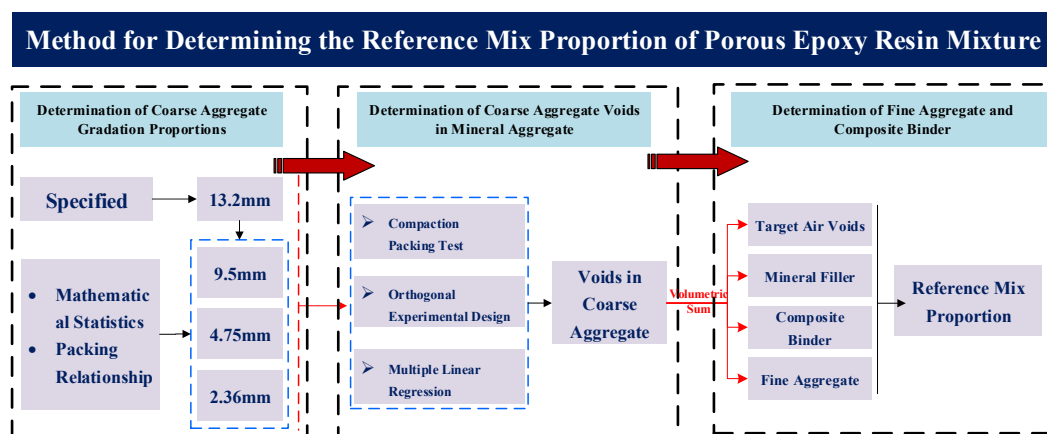 Method for Determining the Reference Mix Proportion of Porous Epoxy Resin Mixture
Determination of Coarse Aggregate
Gradation Proportions
Specified
13.2mm
9.5mm
4.75mm
2.36mm
• Mathematic
al Statistics
• Packing
Relationship
Determination of Coarse Aggregate Voids
in Mineral Aggregate
➢ Compaction
Packing Test
➢ Orthogonal
Experimental Design
➢ Multiple Linear
Regression
Voids in
Coarse
Aggregate
Volumetric
Sum
Determination of Fine Aggregate and
Composite Binder
Target Air Voids
Mineral Filler
Composite
Binder
Fine Aggregate
Reference Mix
Proportion